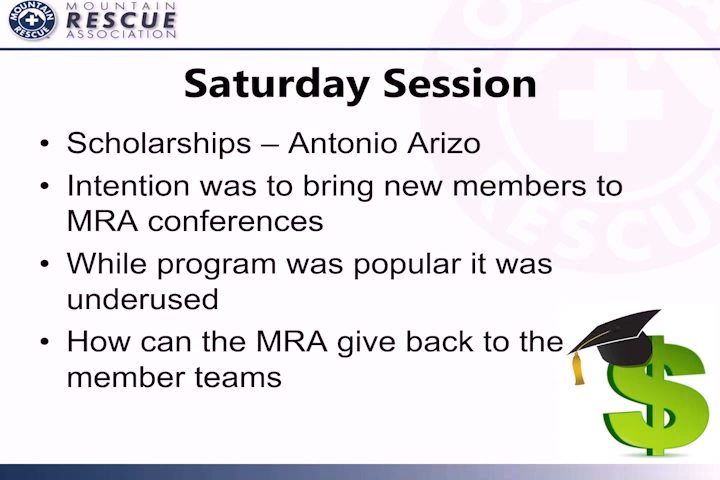 MOUNTAIN
RESCUE
ASSOCIATION
MOUNTAIN
RESCUE
Saturday Session
• Scholarships – Antonio Arizo
• Intention was to bring new members to
MRA conferences
• While program was popular it was
underused
• How can the MRA give back to the
member teams
$
RESCUE